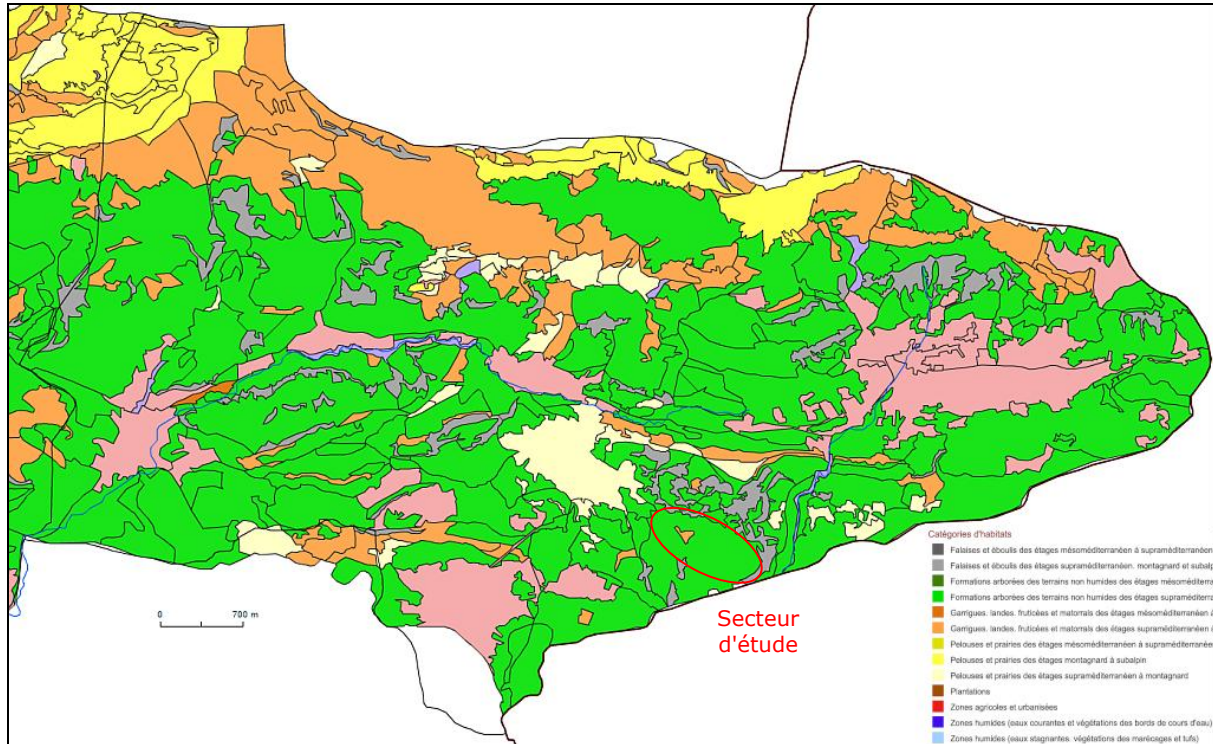 Catégories d'habitats
Falaises et éboulis des étages mésoméditerranéen à supraméditerranéen
Falaises et éboulis des étages supraméditerranéen, montagnard et subalp
Formations arborées des terrains non humides des étages mésoméditerra
Formations arborées des terrains non humides des étages supraméditerra
Garrigues, landes, fruticées et matorrals des étages mésoméditerranéen à
Garrigues, landes, fruticées et matorrals des étages supraméditerranéen à
Pelouses et prairies des étages mésoméditerranéen à supraméditerranée
Pelouses et prairies des étages montagnard à subalpin
Pelouses et prairies des étages supraméditerranéen à montagnard
Plantations
Zones agricoles et urbanisées
Zones humides (eaux courantes et végétations des bords de cours d'eau)
Zones humides (eaux stagnantes, végétations des marécages et tufs)
0 700 m
Secteur
d'étude